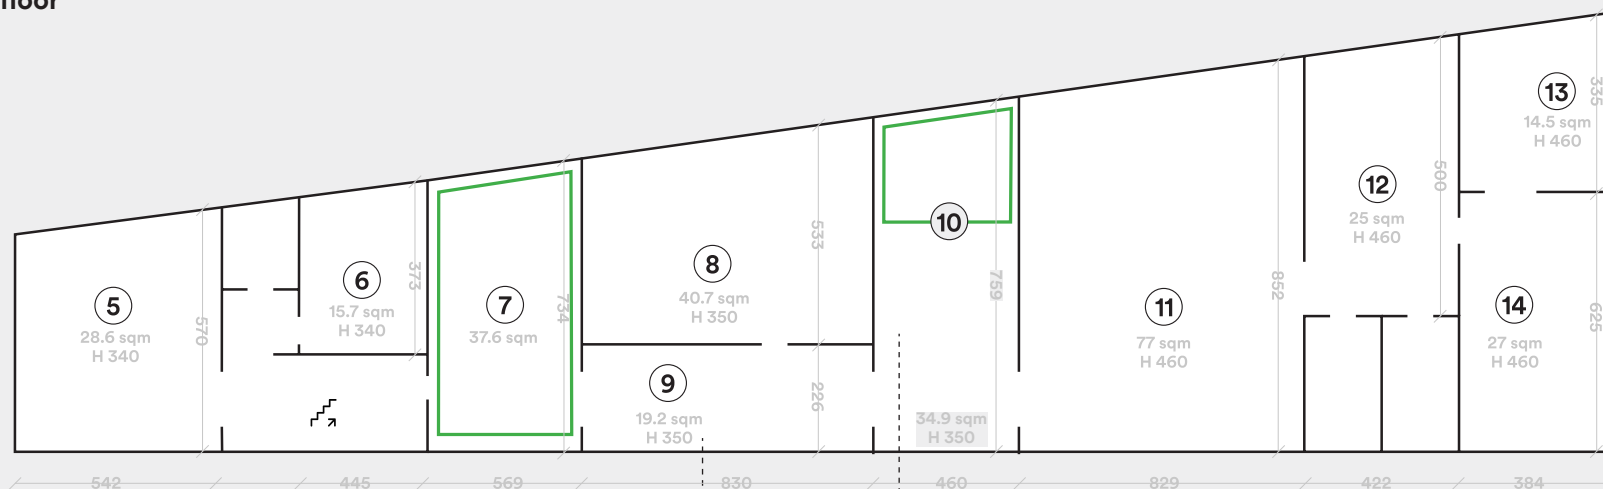 floor
5
28.6 sqm
H 340
570
6
15.7 sqm
H 340
373
7
37.6 sqm
734
8
40.7 sqm
H 350
533
9
19.2 sqm
H 350
226
10
34.9 sqm
H 350
759
11
77 sqm
H 460
852
12
25 sqm
H 460
500
13
14.5 sqm
H 460
335
14
27 sqm
H 460
625
542
445
569
830
460
829
422
384